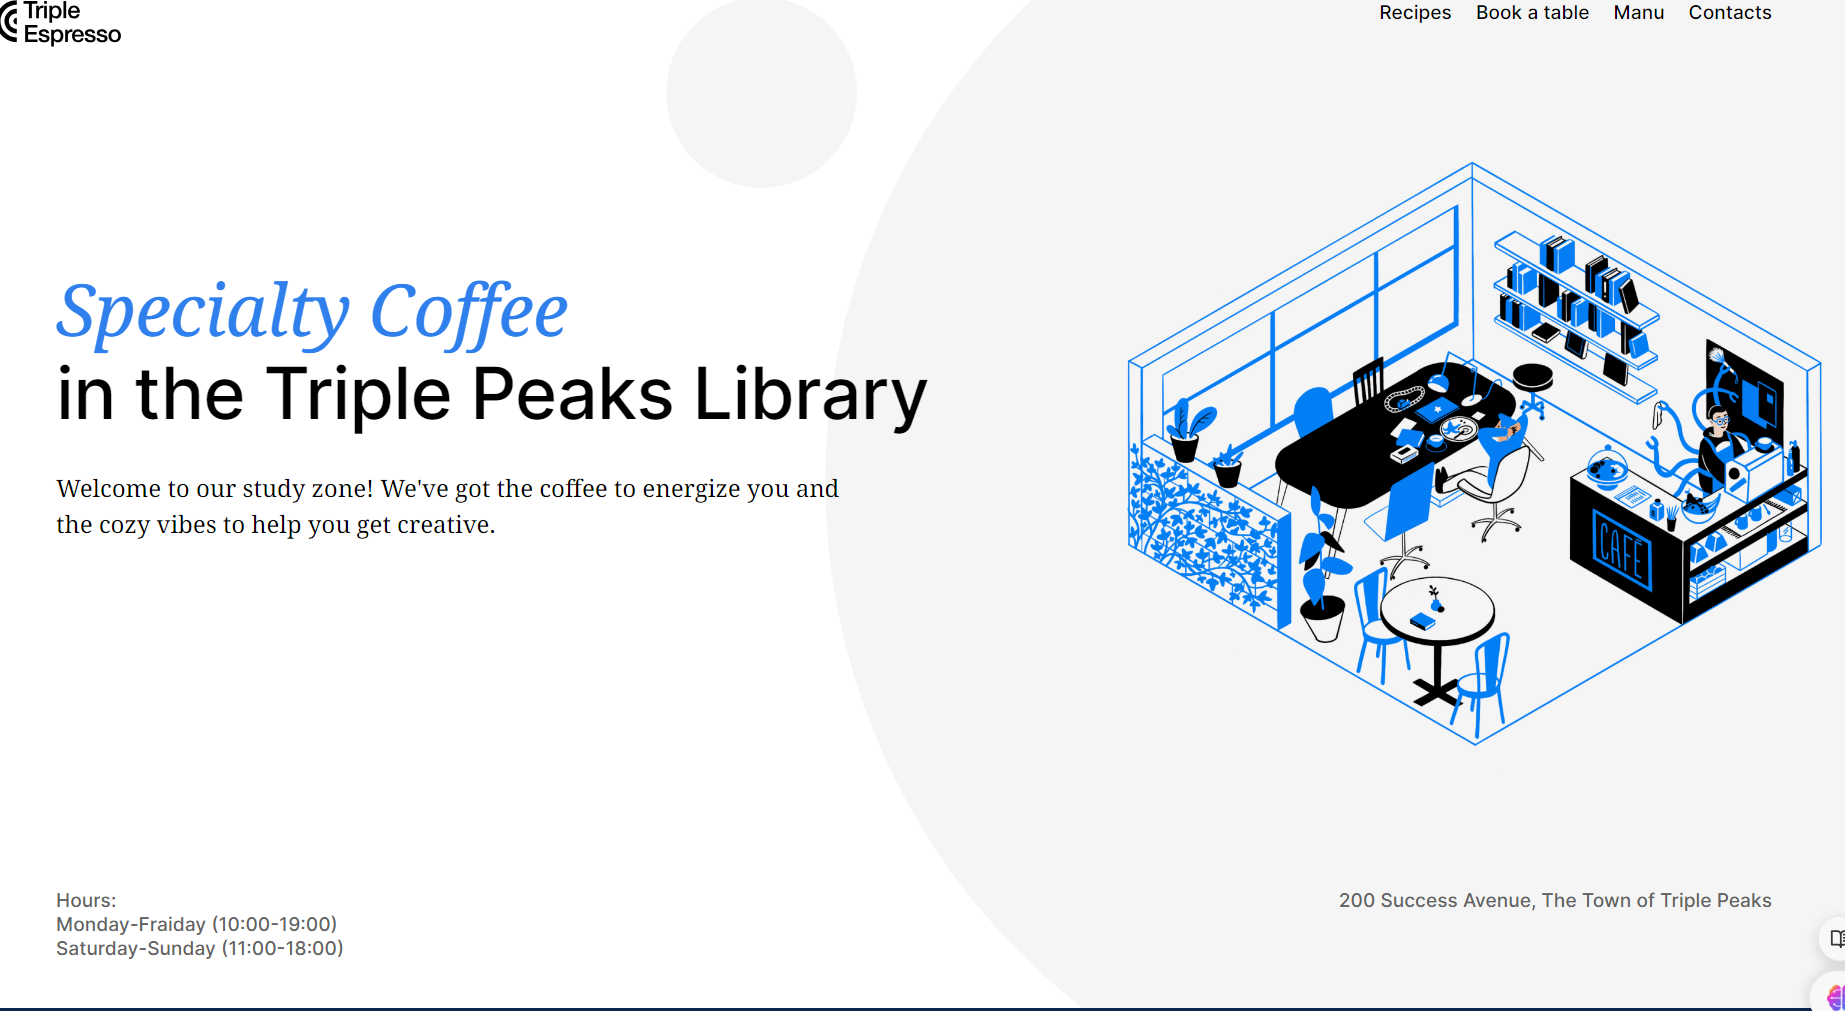 Triple
Espresso
Recipes Book a table Manu Contacts
Specialty Coffee
in the Triple Peaks Library
Welcome to our study zone! We've got the coffee to energize you and
the cozy vibes to help you get creative.
CAFÉ
Hours:
Monday-Fraiday (10:00-19:00)
Saturday-Sunday (11:00-18:00)
200 Success Avenue, The Town of Triple Peaks